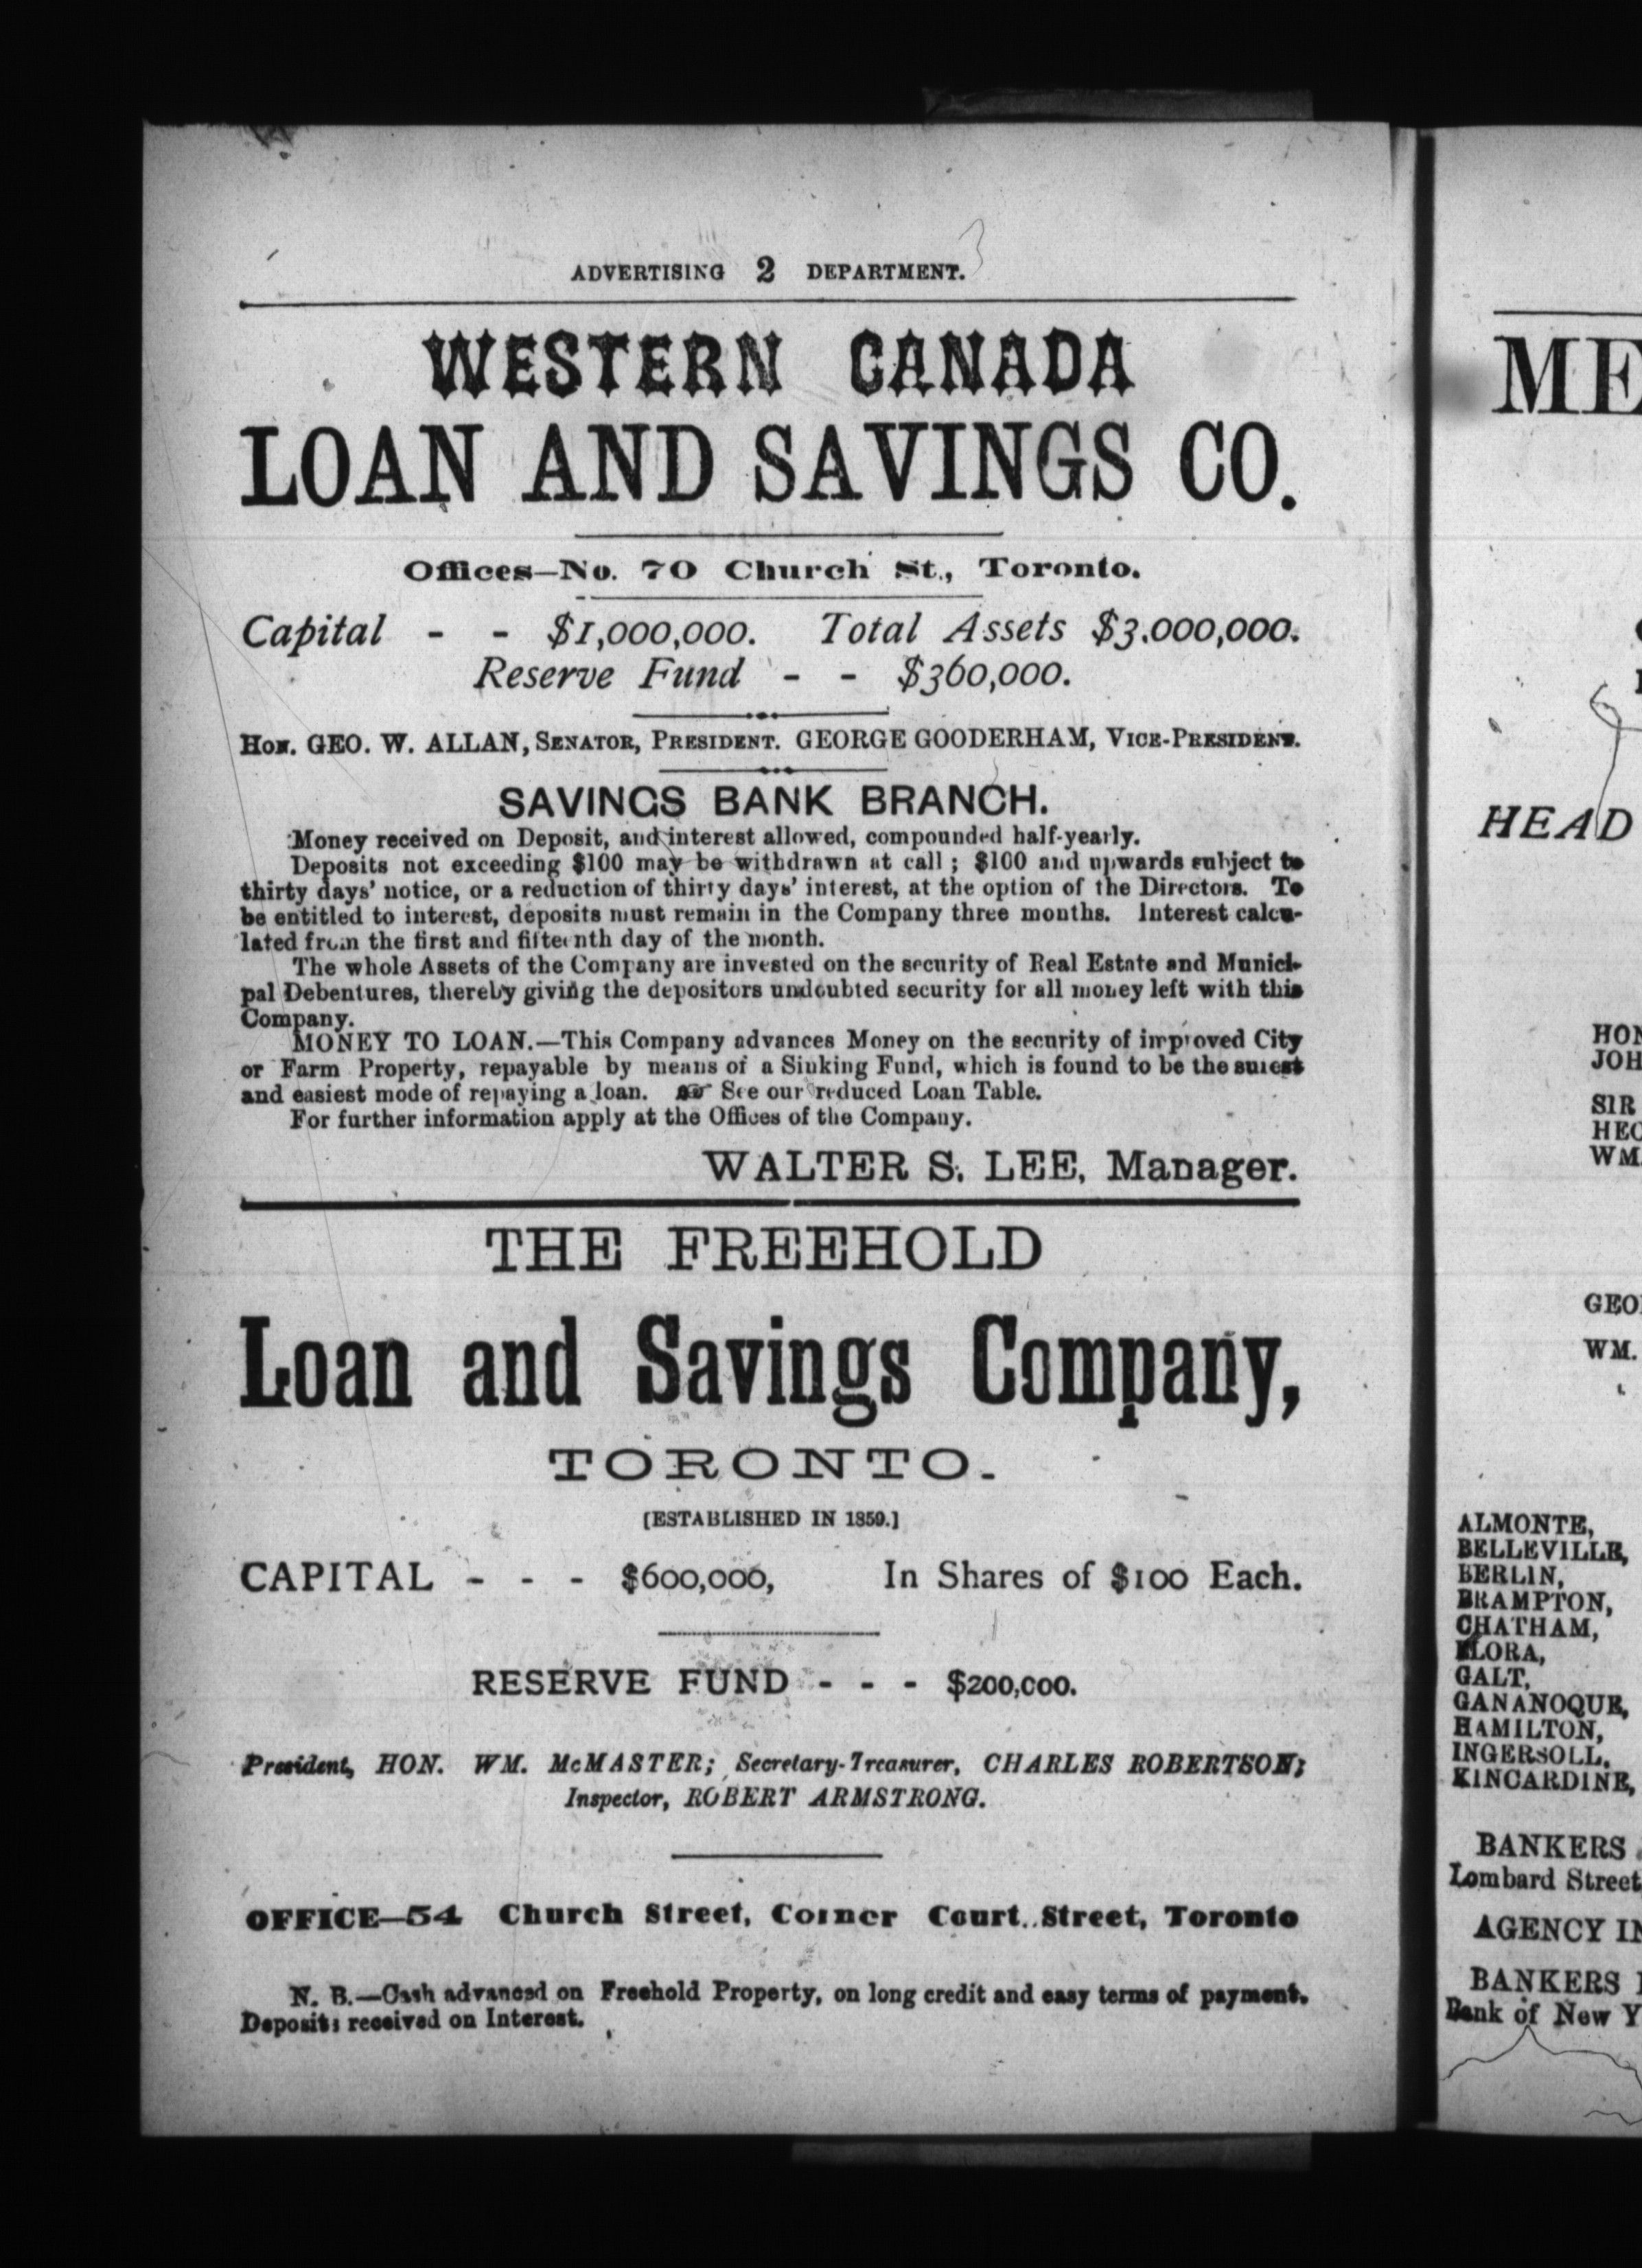 ADVERTISING 2 DEPARTMENT.
WESTERN CANADA
LOAN AND SAVINGS CO.
Offices—No. 70 Church St., Toronto.
Capital - - $1,000,000. Total Assets $3.000,000.
Reserve Fund - - $360,000.
HON. GEO. W. ALLAN, SENATOR, PRESIDENT. GEORGE GOODERHAM, VICE-PRESIDENT.
SAVINGS BANK BRANCH.
Money received on Deposit, and interest allowed, compounded half-yearly.
Deposits not exceeding $100 may be withdrawn at call; $100 and upwards subject to
thirty days' notice, or a reduction of thirty days' interest, at the option of the Directors. To
be entitled to interest, deposits must remain in the Company three months. Interest calcu-
lated from the first and fifteenth day of the month.
The whole Assets of the Company are invested on the security of Real Estate and Munici-
pal Debentures, thereby giving the depositors undoubted security for all money left with this
Company.
MONEY TO LOAN.—This Company advances Money on the security of improved City
or Farm Property, repayable by means of a Sinking Fund, which is found to be the surest
and easiest mode of repaying a loan. ☞ See our reduced Loan Table.
For further information apply at the Offices of the Company.
WALTER S. LEE, Manager.
THE FREEHOLD
Loan and Savings Company,
TORONTO.
[ESTABLISHED IN 1859.]
CAPITAL - - - $600,000, In Shares of $100 Each.
RESERVE FUND - - - $200,000.
President, HON. WM. McMASTER; Secretary-Treasurer, CHARLES ROBERTSON;
Inspector, ROBERT ARMSTRONG.
OFFICE—54 Church Street, Corner Court Street, Toronto
N. B.—Cash advanced on Freehold Property, on long credit and easy terms of payment.
Deposits received on Interest.
ME
HEAD
HON
JOH
SIR
HEC
WM.
GEO
WM.
ALMONTE,
BELLEVILLE,
BERLIN,
BRAMPTON,
CHATHAM,
ELORA,
GALT,
GANANOQUE,
HAMILTON,
INGERSOLL,
KINCARDINE,
BANKERS
Lombard Street
AGENCY IN
BANKERS
Bank of New Y